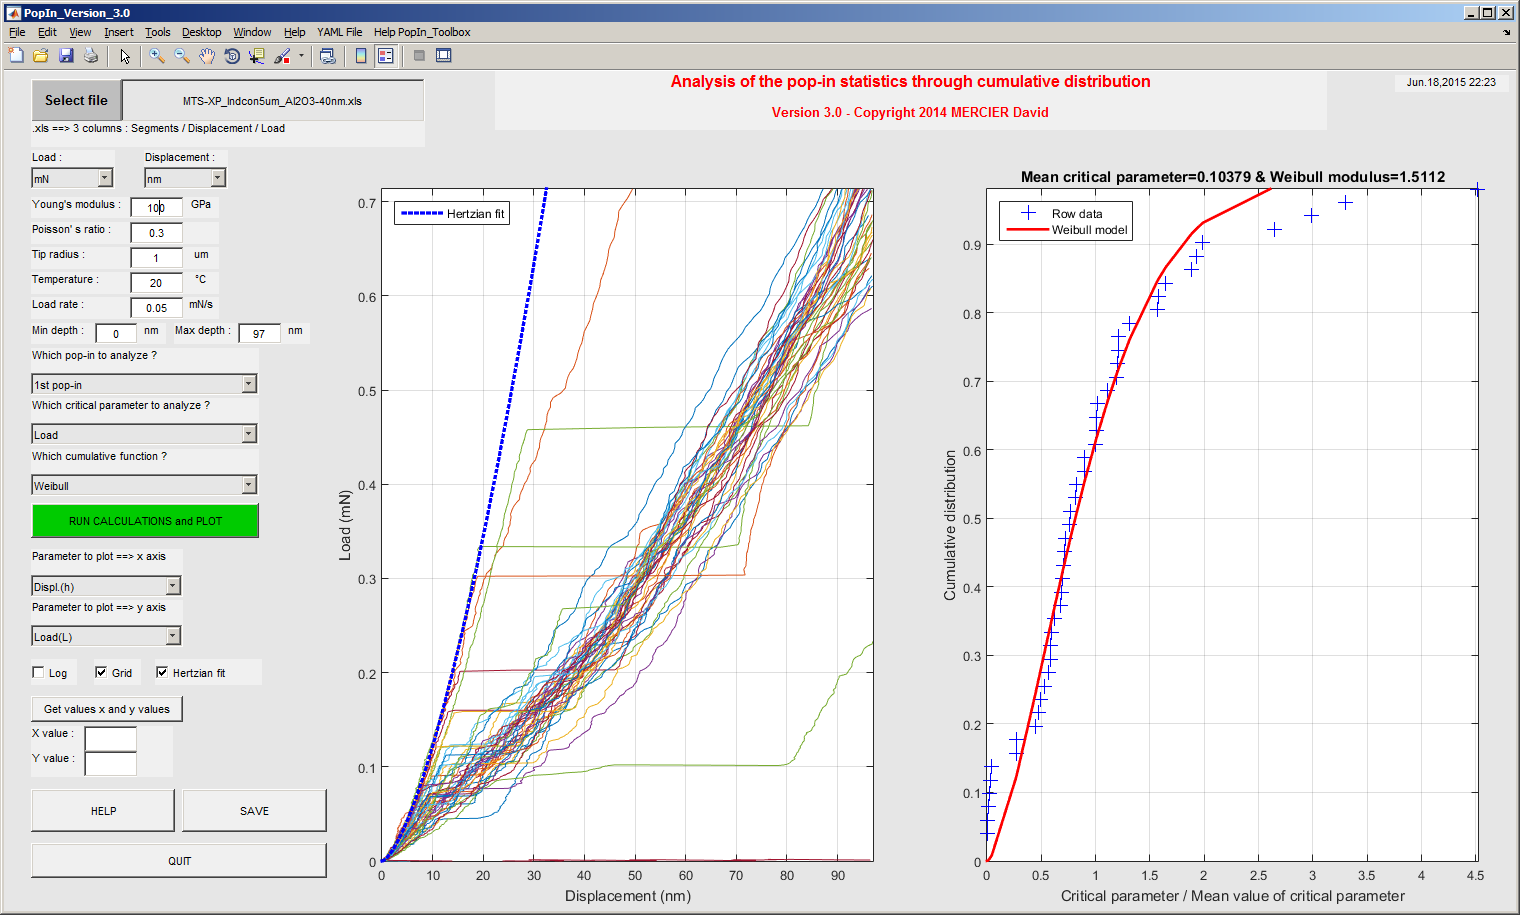 PopIn_Version_3.0
File Edit View Insert Tools Desktop Window Help YAML File Help PopIn_Toolbox
Analysis of the pop-in statistics through cumulative distribution
Version 3.0 - Copyright 2014 MERCIER David
Jun.18,2015 22:23
Select file
MTS-XP_Indcon5um_Al2O3-40nm.xls
.xls ==> 3 columns : Segments / Displacement / Load
Load :
Displacement :
mN
nm
Young's modulus : 100 GPa
Poisson' s ratio : 0.3
Tip radius : 1 um
Temperature : 20 °C
Load rate : 0.05 mN/s
Min depth : 0 nm Max depth : 97 nm
Which pop-in to analyze ?
1st pop-in
Which critical parameter to analyze ?
Load
Which cumulative function ?
Weibull
RUN CALCULATIONS and PLOT
Parameter to plot ==> x axis
Displ.(h)
Parameter to plot ==> y axis
Load(L)
Log Grid Hertzian fit
Get values x and y values
X value :
Y value :
HELP
SAVE
QUIT
Hertzian fit
0.7
0.6
0.5
0.4
0.3
0.2
0.1
0
Load (mN)
0 10 20 30 40 50 60 70 80 90
Displacement (nm)
Mean critical parameter=0.10379 & Weibull modulus=1.5112
Row data
Weibull model
0.9
0.8
0.7
0.6
0.5
0.4
0.3
0.2
0.1
0
Cumulative distribution
0 0.5 1 1.5 2 2.5 3 3.5 4 4.5
Critical parameter / Mean value of critical parameter